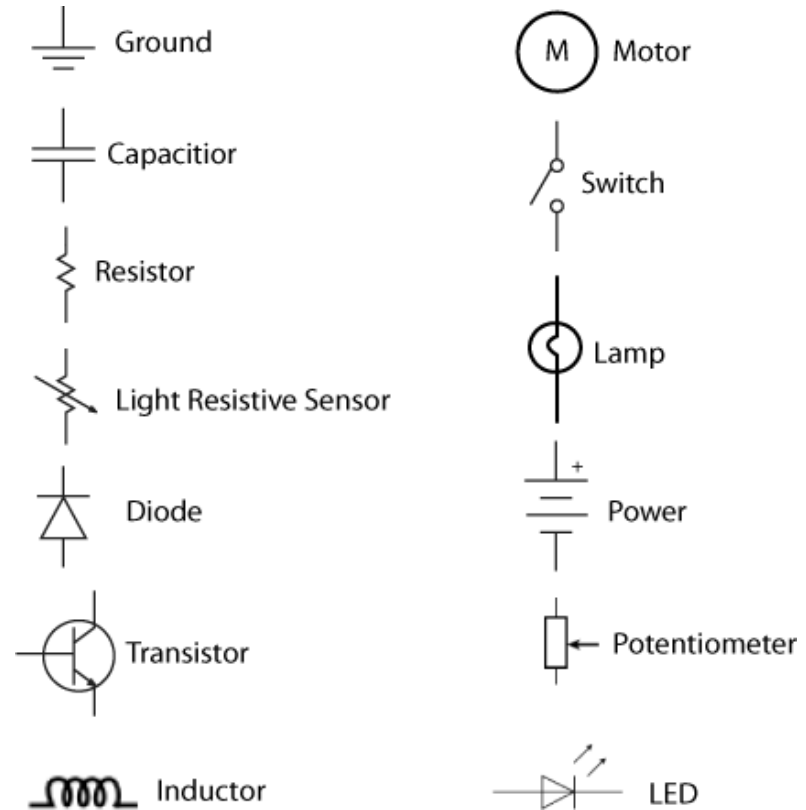 Ground
Capacitior
Resistor
Light Resistive Sensor
Diode
Transistor
Inductor
M Motor
Switch
Lamp
+
Power
Potentiometer
LED